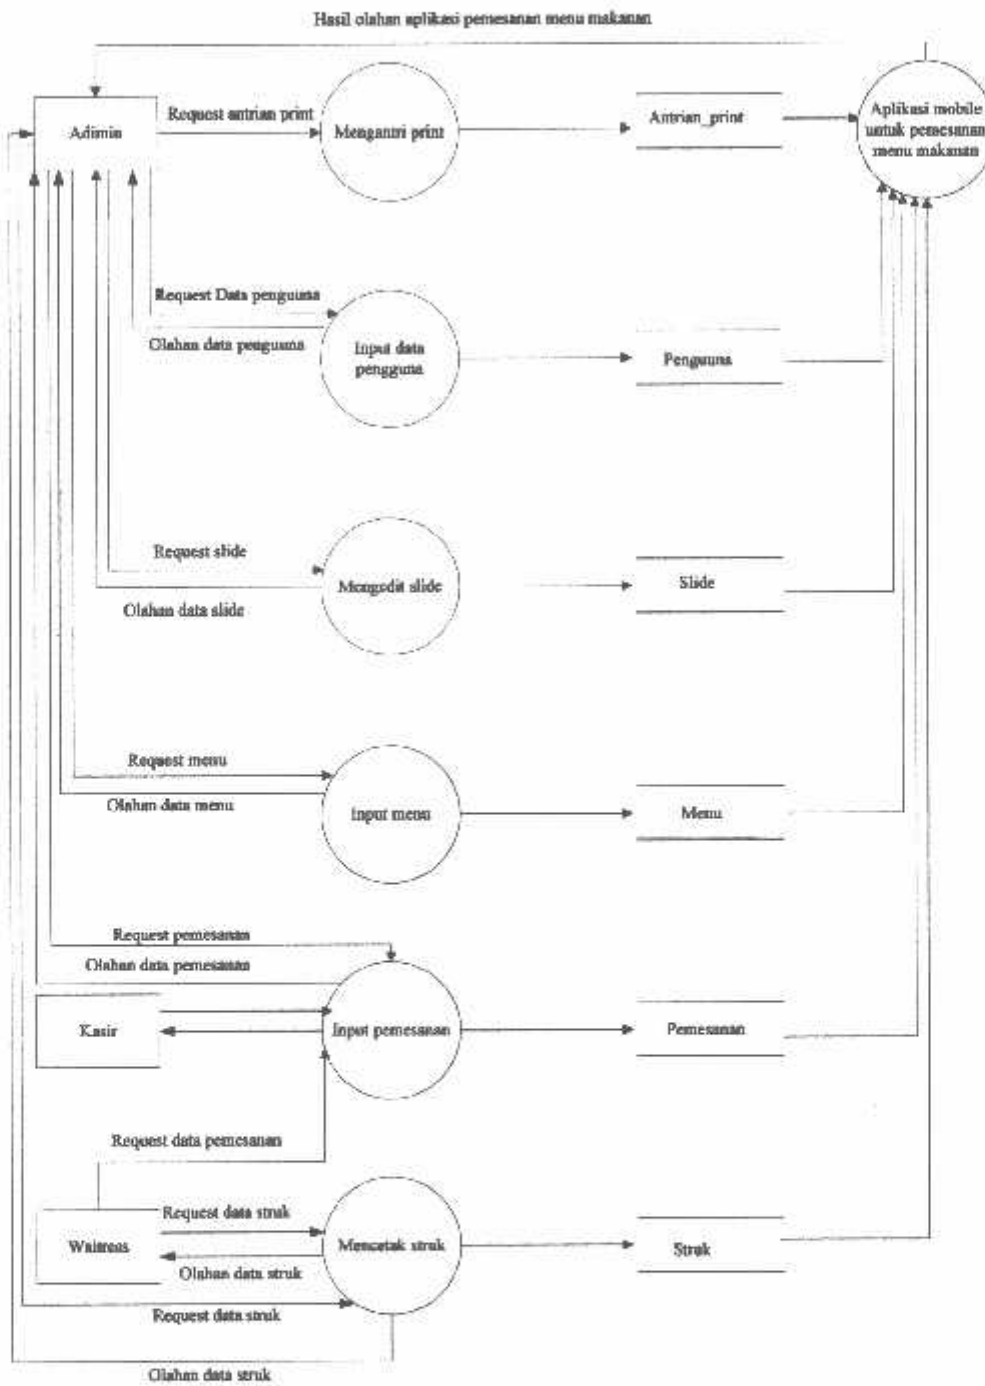 Hasil olahan aplikasi pemesanan menu makanan
Adimin
Request antrian print
Mengantri print
Antrian_print
Aplikasi mobile
untuk pemesanan
menu makanan
Request Data penguuna
Olahan data penguuna
Input data
pengguna
Penguuna
Request slide
Olahan data slide
Mengedit slide
Slide
Request menu
Olahan data menu
Input menu
Menu
Request pemesanan
Olahan data pemesanan
Kasir
Input pemesanan
Pemesanan
Request data pemesanan
Waitress
Request data struk
Olahan data struk
Mencetak struk
Struk
Request data struk
Olahan data struk